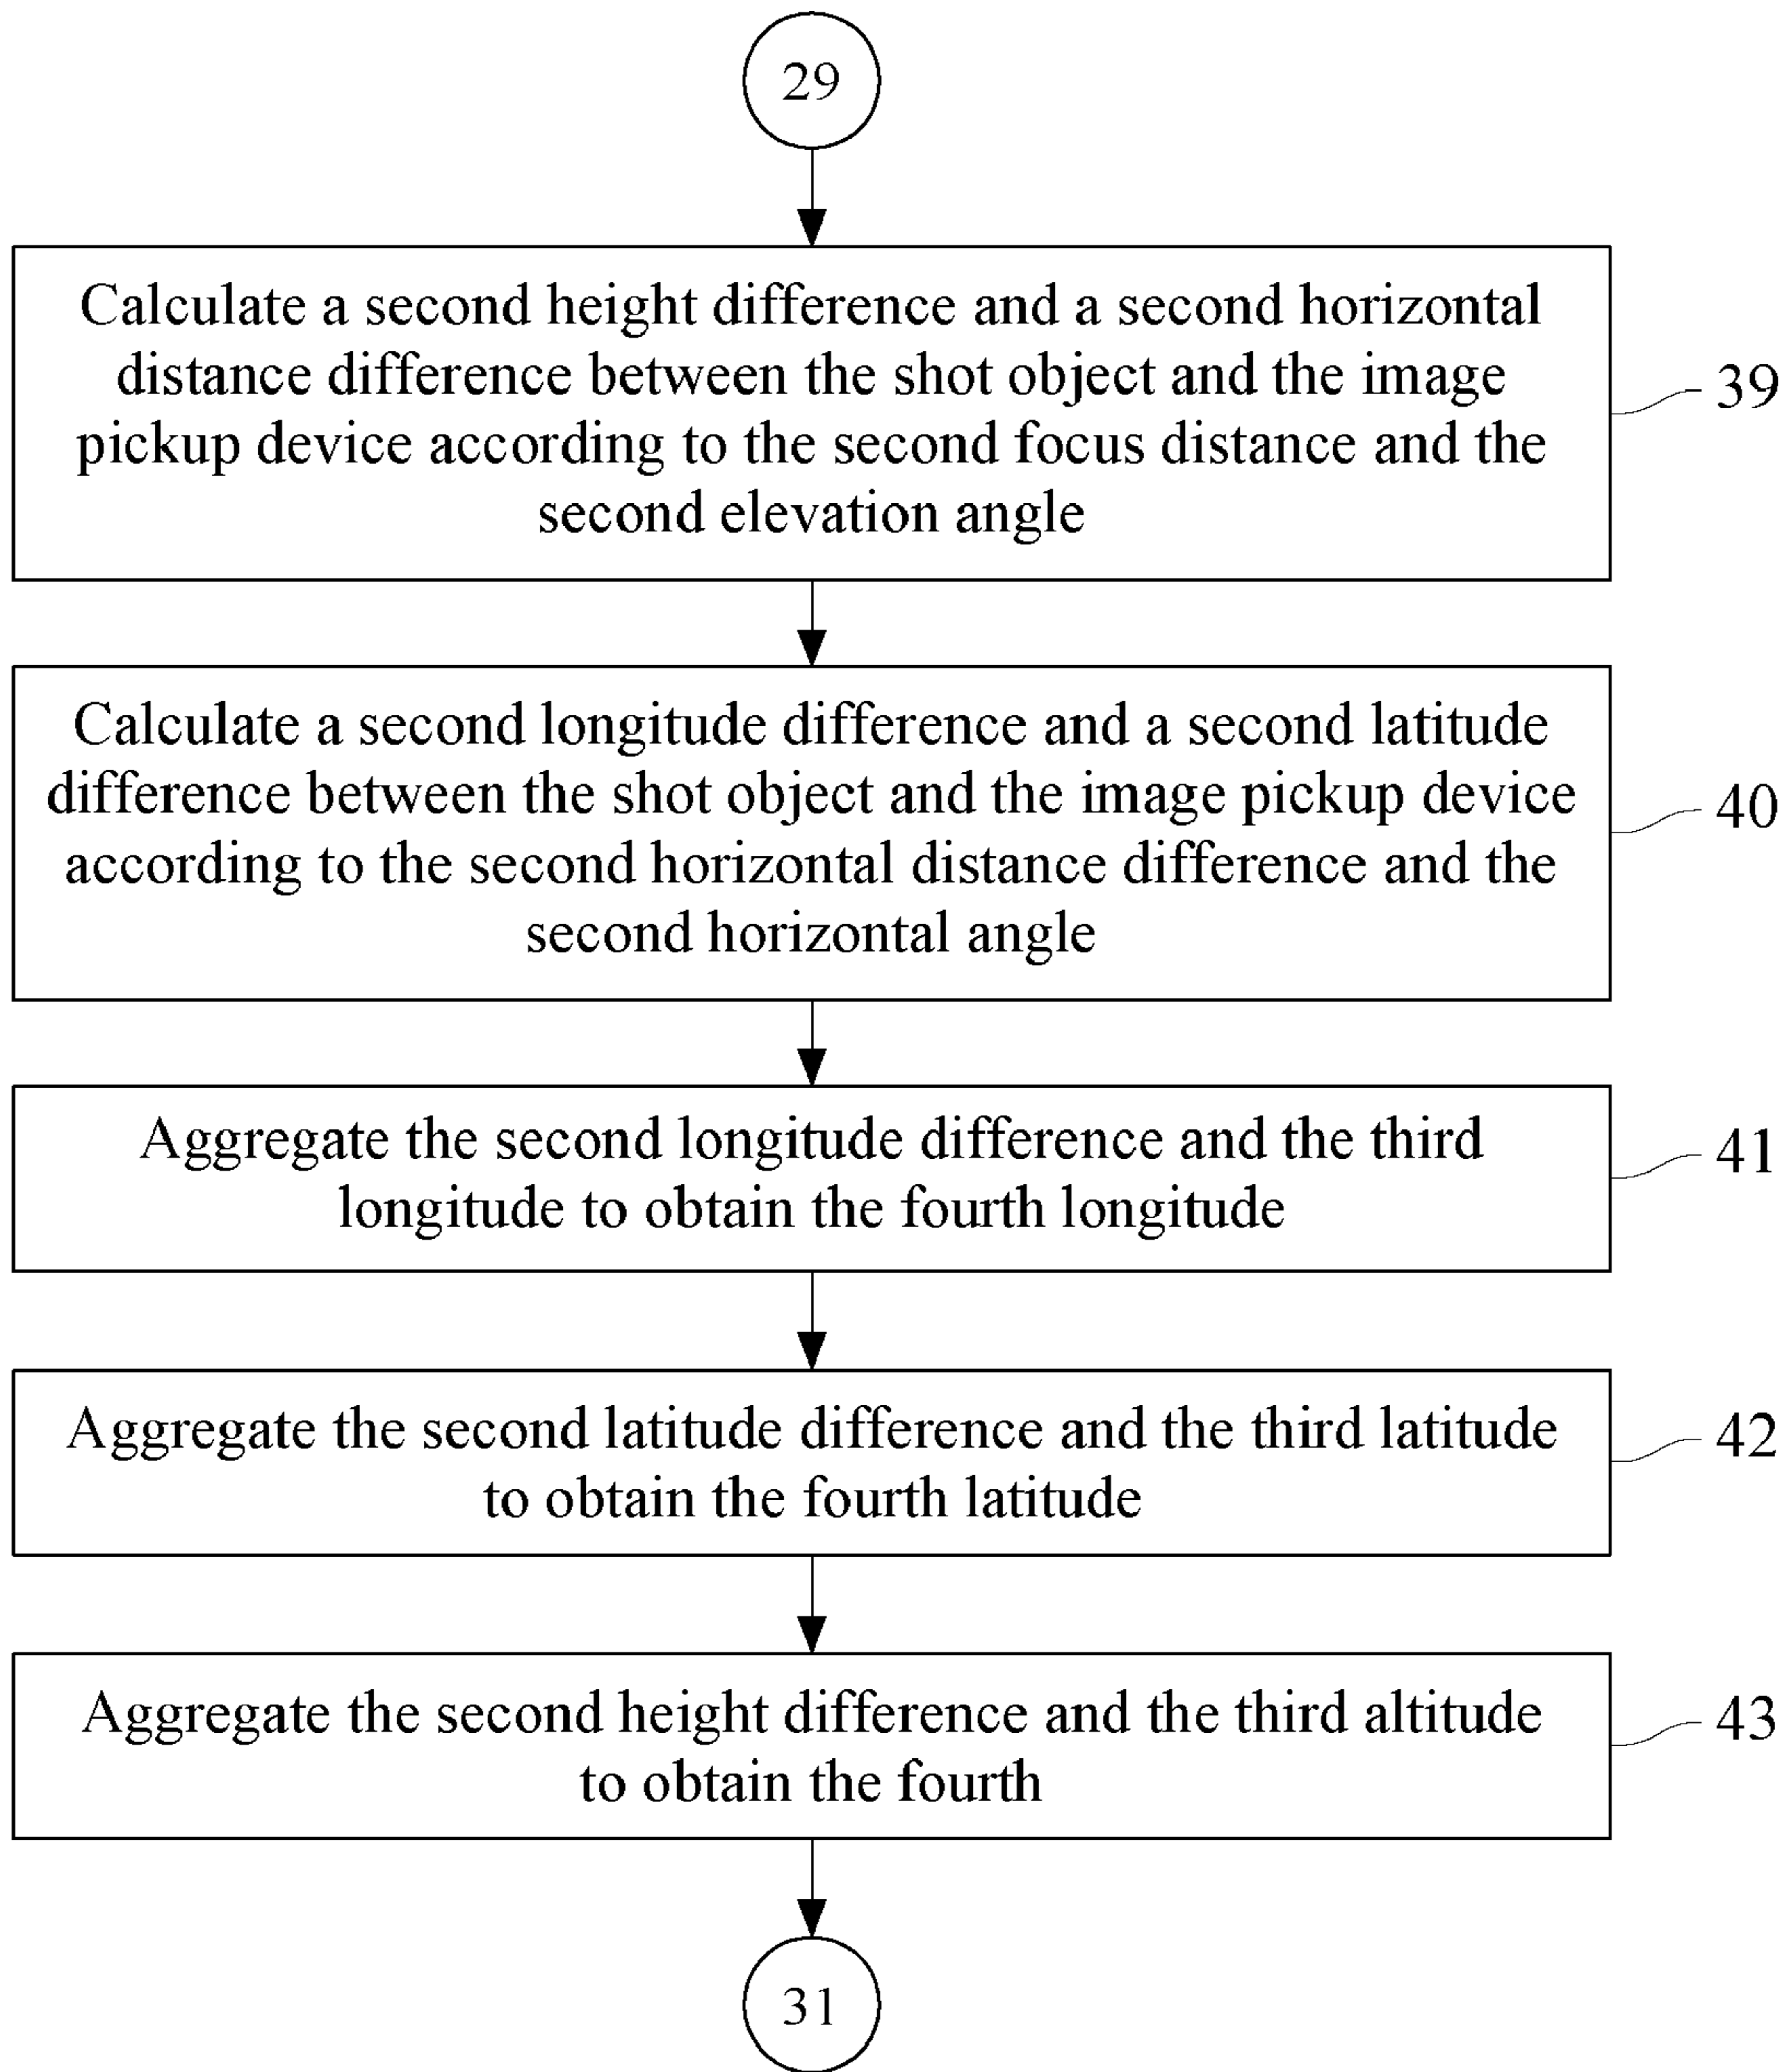 29
Calculate a second height difference and a second horizontal
distance difference between the shot object and the image
pickup device according to the second focus distance and the
second elevation angle
39
Calculate a second longitude difference and a second latitude
difference between the shot object and the image pickup device
according to the second horizontal distance difference and the
second horizontal angle
40
Aggregate the second longitude difference and the third
longitude to obtain the fourth longitude
41
Aggregate the second latitude difference and the third latitude
to obtain the fourth latitude
42
Aggregate the second height difference and the third altitude
to obtain the fourth
43
31